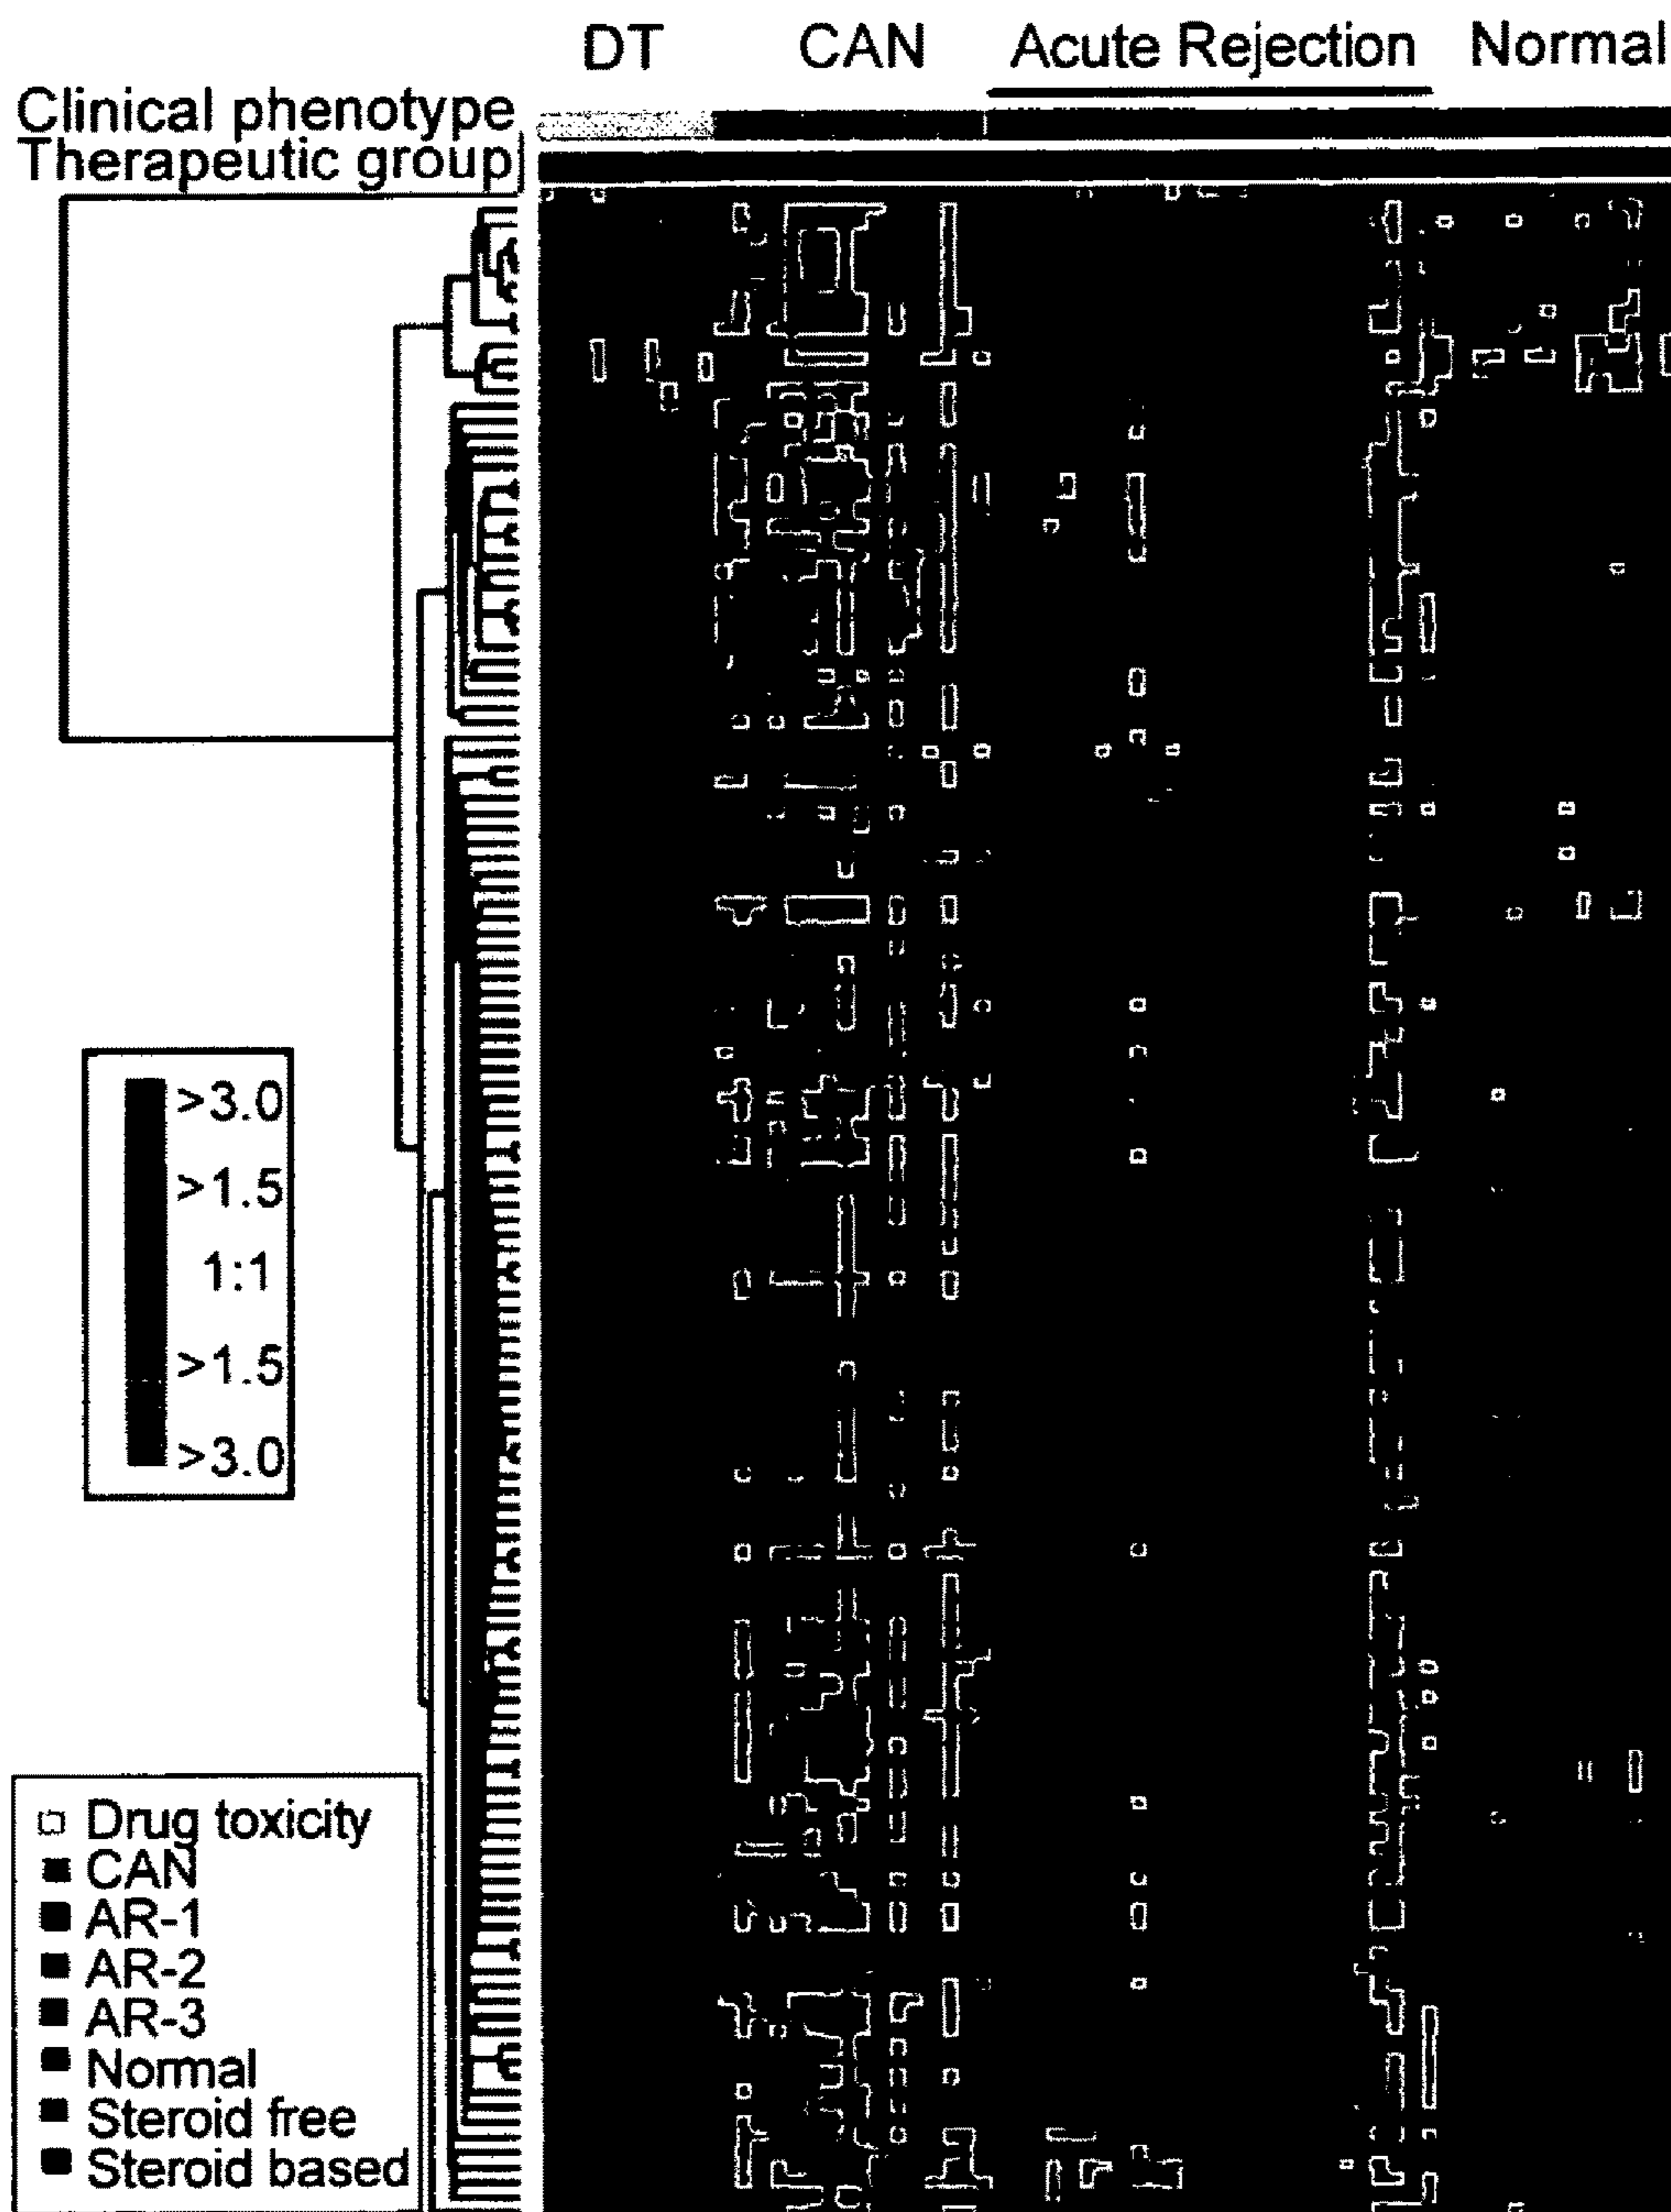 DT CAN Acute Rejection Normal
Clinical phenotype
Therapeutic group
>3.0
>1.5
1:1
>1.5
>3.0
Drug toxicity
CAN
AR-1
AR-2
AR-3
Normal
Steroid free
Steroid based